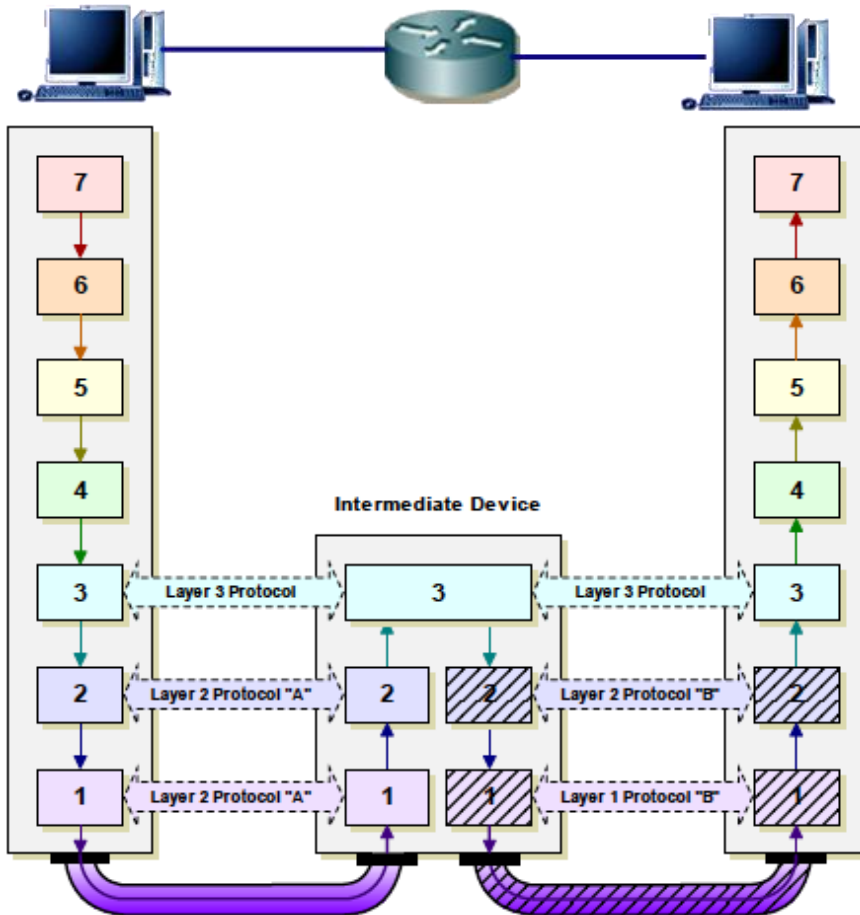 7
7
6
6
5
5
4
4
Intermediate Device
3
Layer 3 Protocol
3
Layer 3 Protocol
3
2
Layer 2 Protocol "A"
2
2
Layer 2 Protocol "B"
2
1
Layer 2 Protocol "A"
1
1
Layer 1 Protocol "B"
1